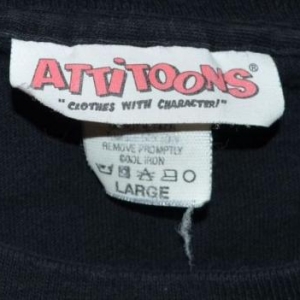 ATTiTOONS®
"CLOTHES WITH CHARACTER!"
REMOVE PROMPTLY
COOL IRON
LARGE